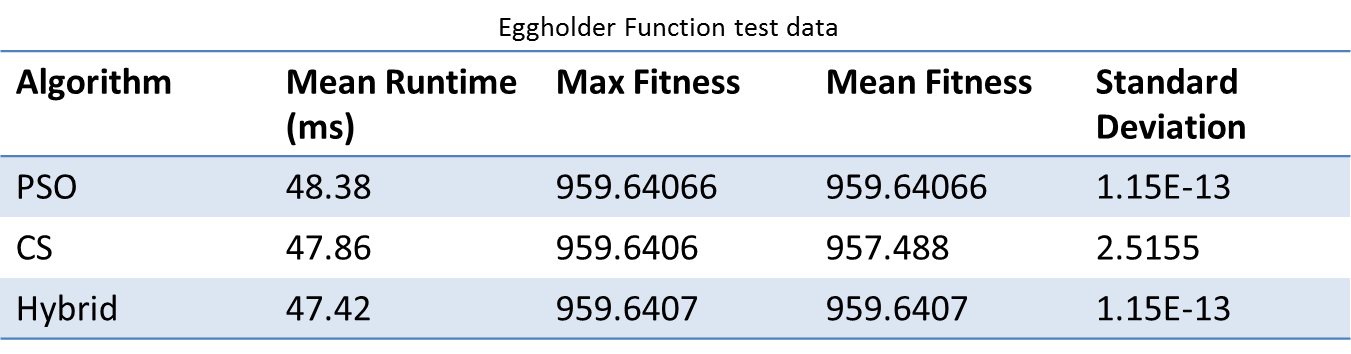 Eggholder Function test data
Algorithm Mean Runtime (ms) Max Fitness Mean Fitness Standard Deviation
PSO 48.38 959.64066 959.64066 1.15E-13
CS 47.86 959.6406 957.488 2.5155
Hybrid 47.42 959.6407 959.6407 1.15E-13